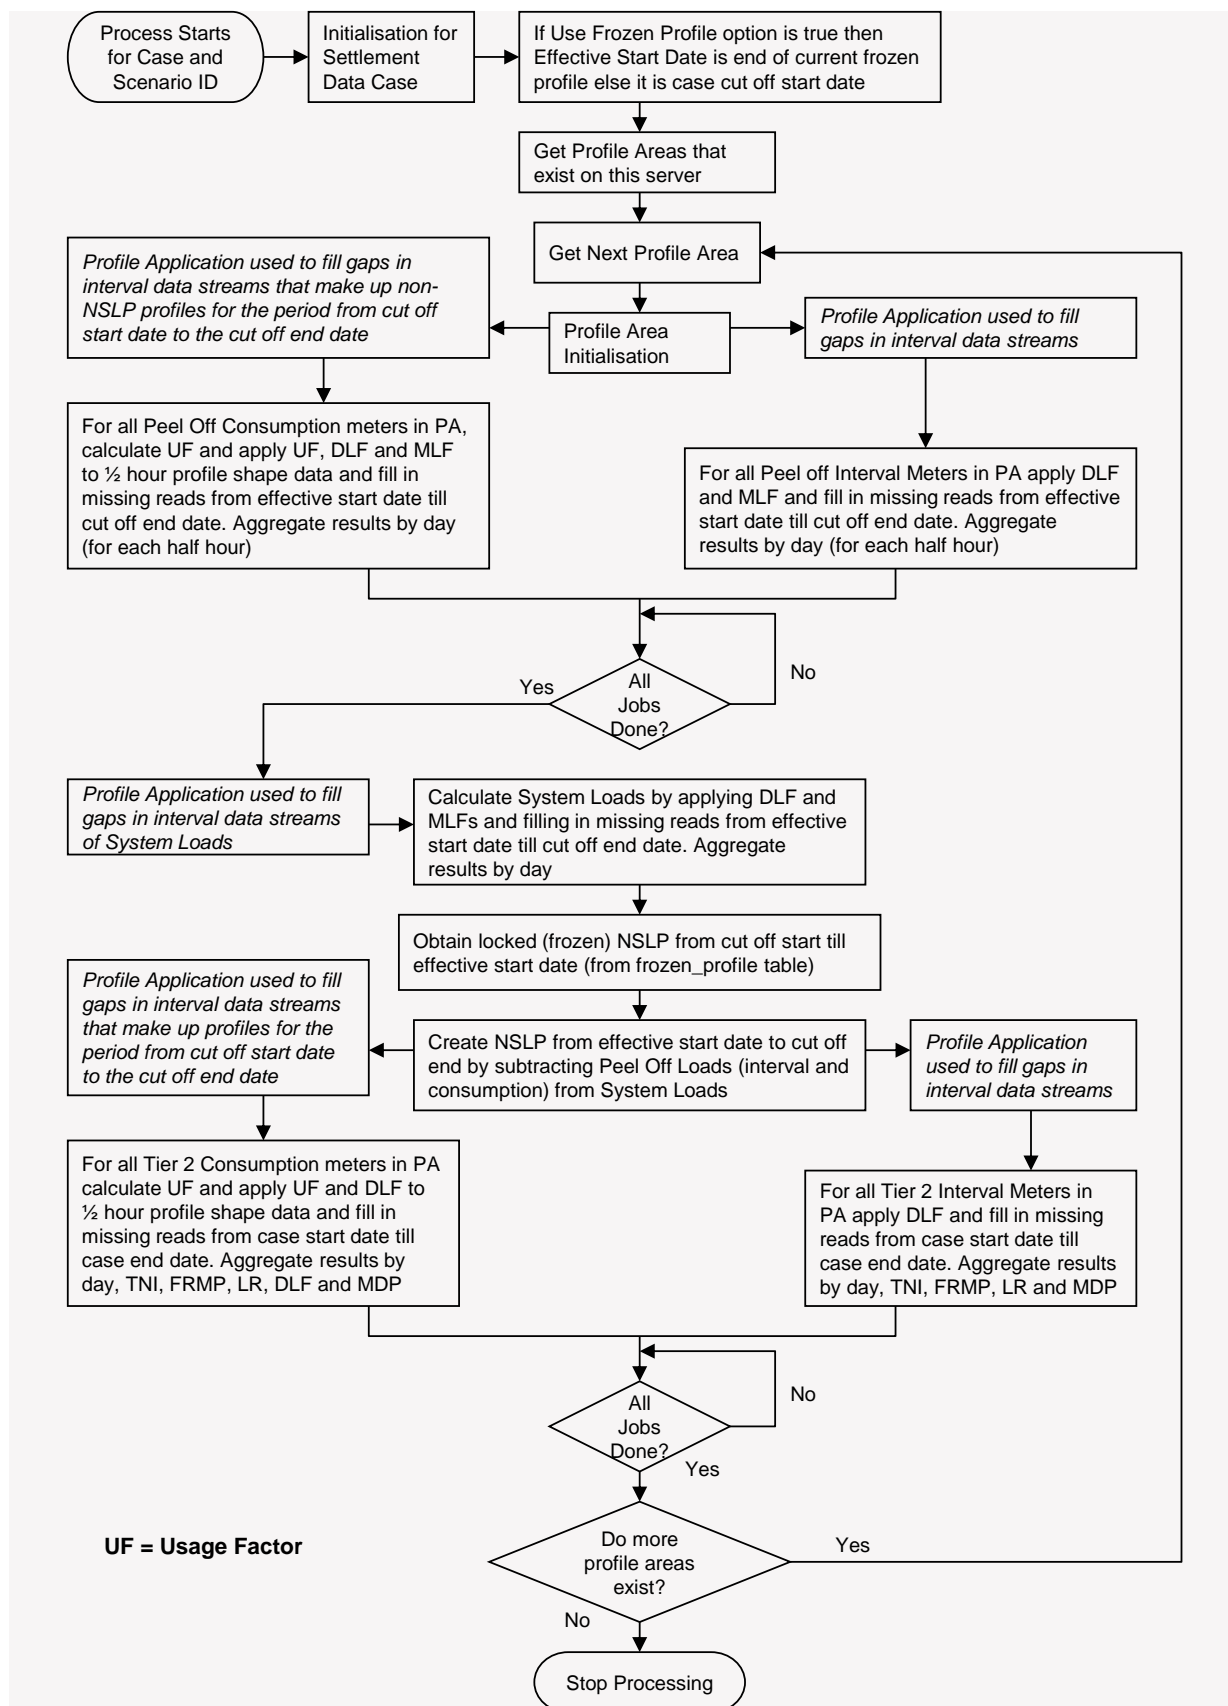 Process Starts
for Case and
Scenario ID
Initialisation for
Settlement
Data Case
If Use Frozen Profile option is true then
Effective Start Date is end of current frozen
profile else it is case cut off start date
Get Profile Areas that
exist on this server
Get Next Profile Area
Profile Application used to fill gaps in
interval data streams that make up non-
NSLP profiles for the period from cut off
start date to the cut off end date
Profile Area
Initialisation
Profile Application used to fill
gaps in interval data streams
For all Peel Off Consumption meters in PA,
calculate UF and apply UF, DLF and MLF
to ½ hour profile shape data and fill in
missing reads from effective start date till
cut off end date. Aggregate results by day
(for each half hour)
For all Peel off Interval Meters in PA apply DLF
and MLF and fill in missing reads from effective
start date till cut off end date. Aggregate
results by day (for each half hour)
All
Jobs
Done?
Yes
No
Profile Application used to fill
gaps in interval data streams
of System Loads
Calculate System Loads by applying DLF and
MLFs and filling in missing reads from effective
start date till cut off end date. Aggregate
results by day
Obtain locked (frozen) NSLP from cut off start till
effective start date (from frozen_profile table)
Profile Application used to fill
gaps in interval data streams
that make up profiles for the
period from cut off start date
to the cut off end date
Create NSLP from effective start date to cut off
end by subtracting Peel Off Loads (interval and
consumption) from System Loads
Profile Application
used to fill gaps in
interval data streams
For all Tier 2 Consumption meters in PA
calculate UF and apply UF and DLF to
½ hour profile shape data and fill in
missing reads from case start date till
case end date. Aggregate results by
day, TNI, FRMP, LR, DLF and MDP
For all Tier 2 Interval Meters in
PA apply DLF and fill in missing
reads from case start date till
case end date. Aggregate results
by day, TNI, FRMP, LR and MDP
All
Jobs
Done?
No
Yes
UF = Usage Factor
Do more
profile areas
exist?
Yes
No
Stop Processing